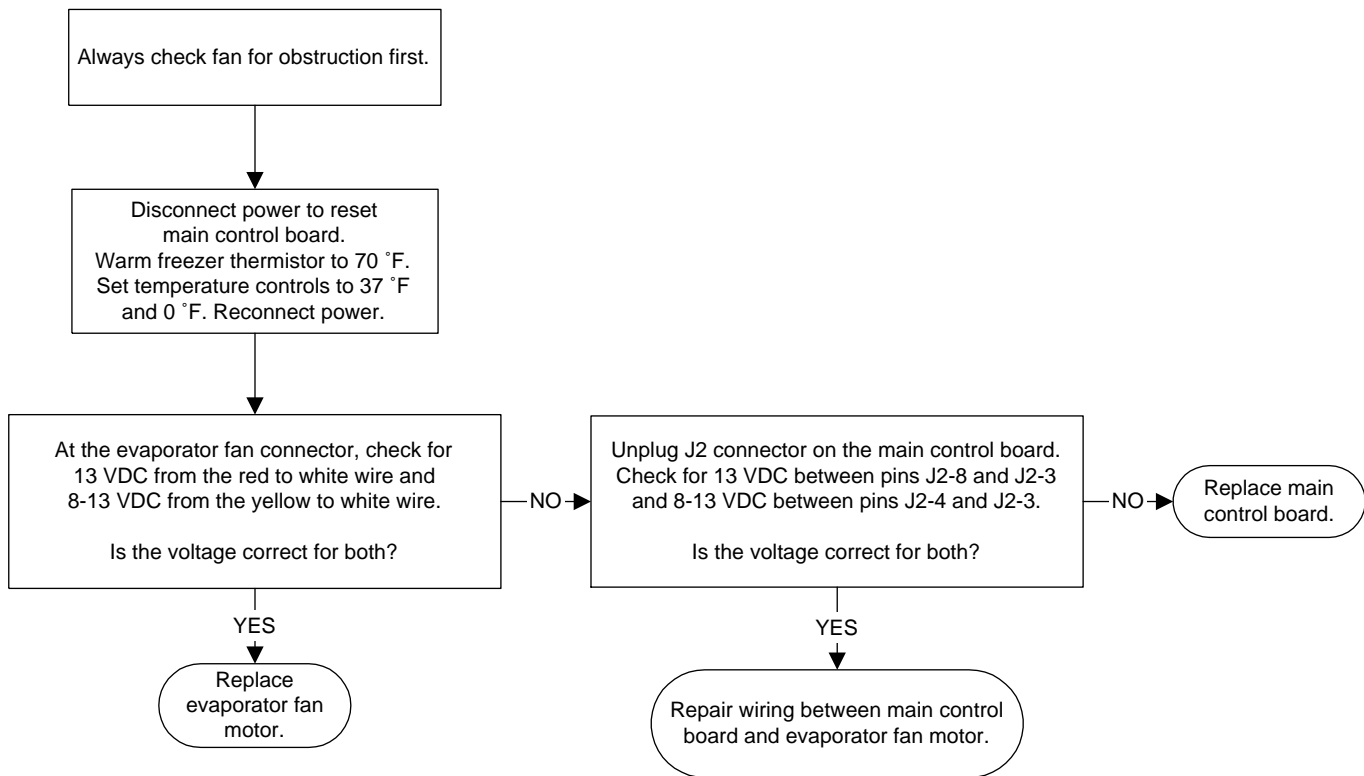 Always check fan for obstruction first.
Disconnect power to reset
main control board.
Warm freezer thermistor to 70 ˚F.
Set temperature controls to 37 ˚F
and 0 ˚F. Reconnect power.
At the evaporator fan connector, check for
13 VDC from the red to white wire and
8-13 VDC from the yellow to white wire.
Is the voltage correct for both?
NO
Unplug J2 connector on the main control board.
Check for 13 VDC between pins J2-8 and J2-3
and 8-13 VDC between pins J2-4 and J2-3.
Is the voltage correct for both?
NO
Replace main
control board.
YES
Replace
evaporator fan
motor.
YES
Repair wiring between main control
board and evaporator fan motor.